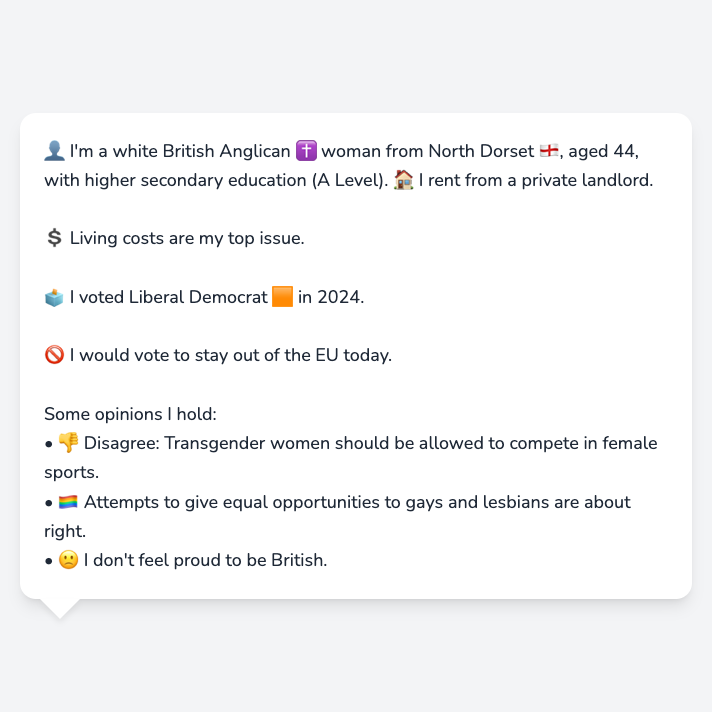 👤 I'm a white British Anglican ✝️ woman from North Dorset 🏴󠁧󠁢󠁥󠁮󠁧󠁿, aged 44,
with higher secondary education (A Level). 🏠 I rent from a private landlord.
💲 Living costs are my top issue.
🗳️ I voted Liberal Democrat 🟧 in 2024.
🚫 I would vote to stay out of the EU today.
Some opinions I hold:
• 👎 Disagree: Transgender women should be allowed to compete in female
sports.
• 🏳️‍🌈 Attempts to give equal opportunities to gays and lesbians are about
right.
• 🙁 I don't feel proud to be British.